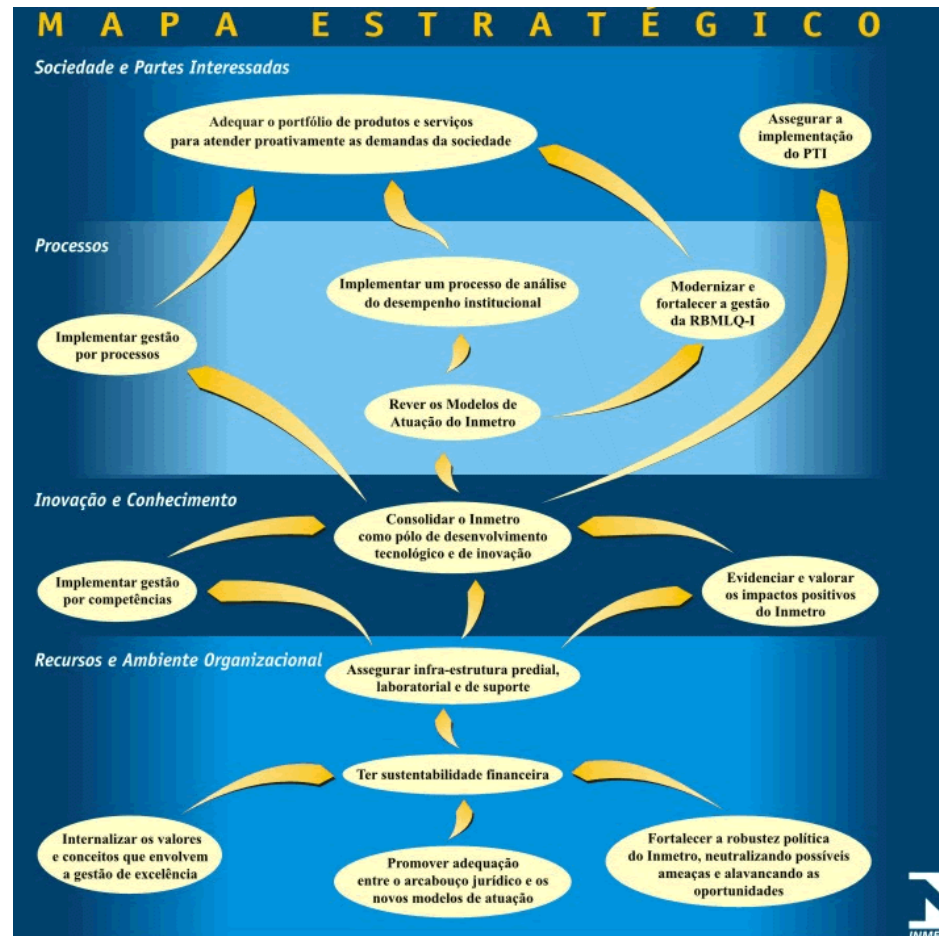 MAPA ESTRATÉGICO
Sociedade e Partes Interessadas
Adequar o portfólio de produtos e serviços
para atender proativamente as demandas da sociedade
Assegurar a
implementação
do PTI
Processos
Implementar um processo de análise
do desempenho institucional
Modernizar e
fortalecer a gestão
da RBMLQ-I
Implementar gestão
por processos
Rever os Modelos de
Atuação do Inmetro
Inovação e Conhecimento
Consolidar o Inmetro
como pólo de desenvolvimento
tecnológico e de inovação
Implementar gestão
por competências
Evidenciar e valorar
os impactos positivos
do Inmetro
Recursos e Ambiente Organizacional
Assegurar infra-estrutura predial,
laboratorial e de suporte
Ter sustentabilidade financeira
Internalizar os valores
e conceitos que envolvem
a gestão de excelência
Promover adequação
entre o arcabouço jurídico e os
novos modelos de atuação
Fortalecer a robustez política
do Inmetro, neutralizando possíveis
ameaças e alavancando as
oportunidades